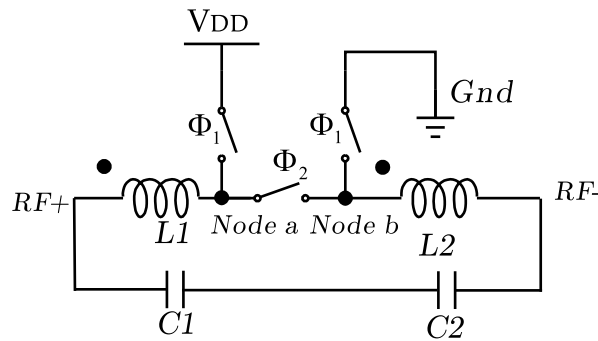 VDD
Gnd
Φ1 Φ1
Φ2
RF+ RF-
Node a Node b
L1 L2
C1 C2